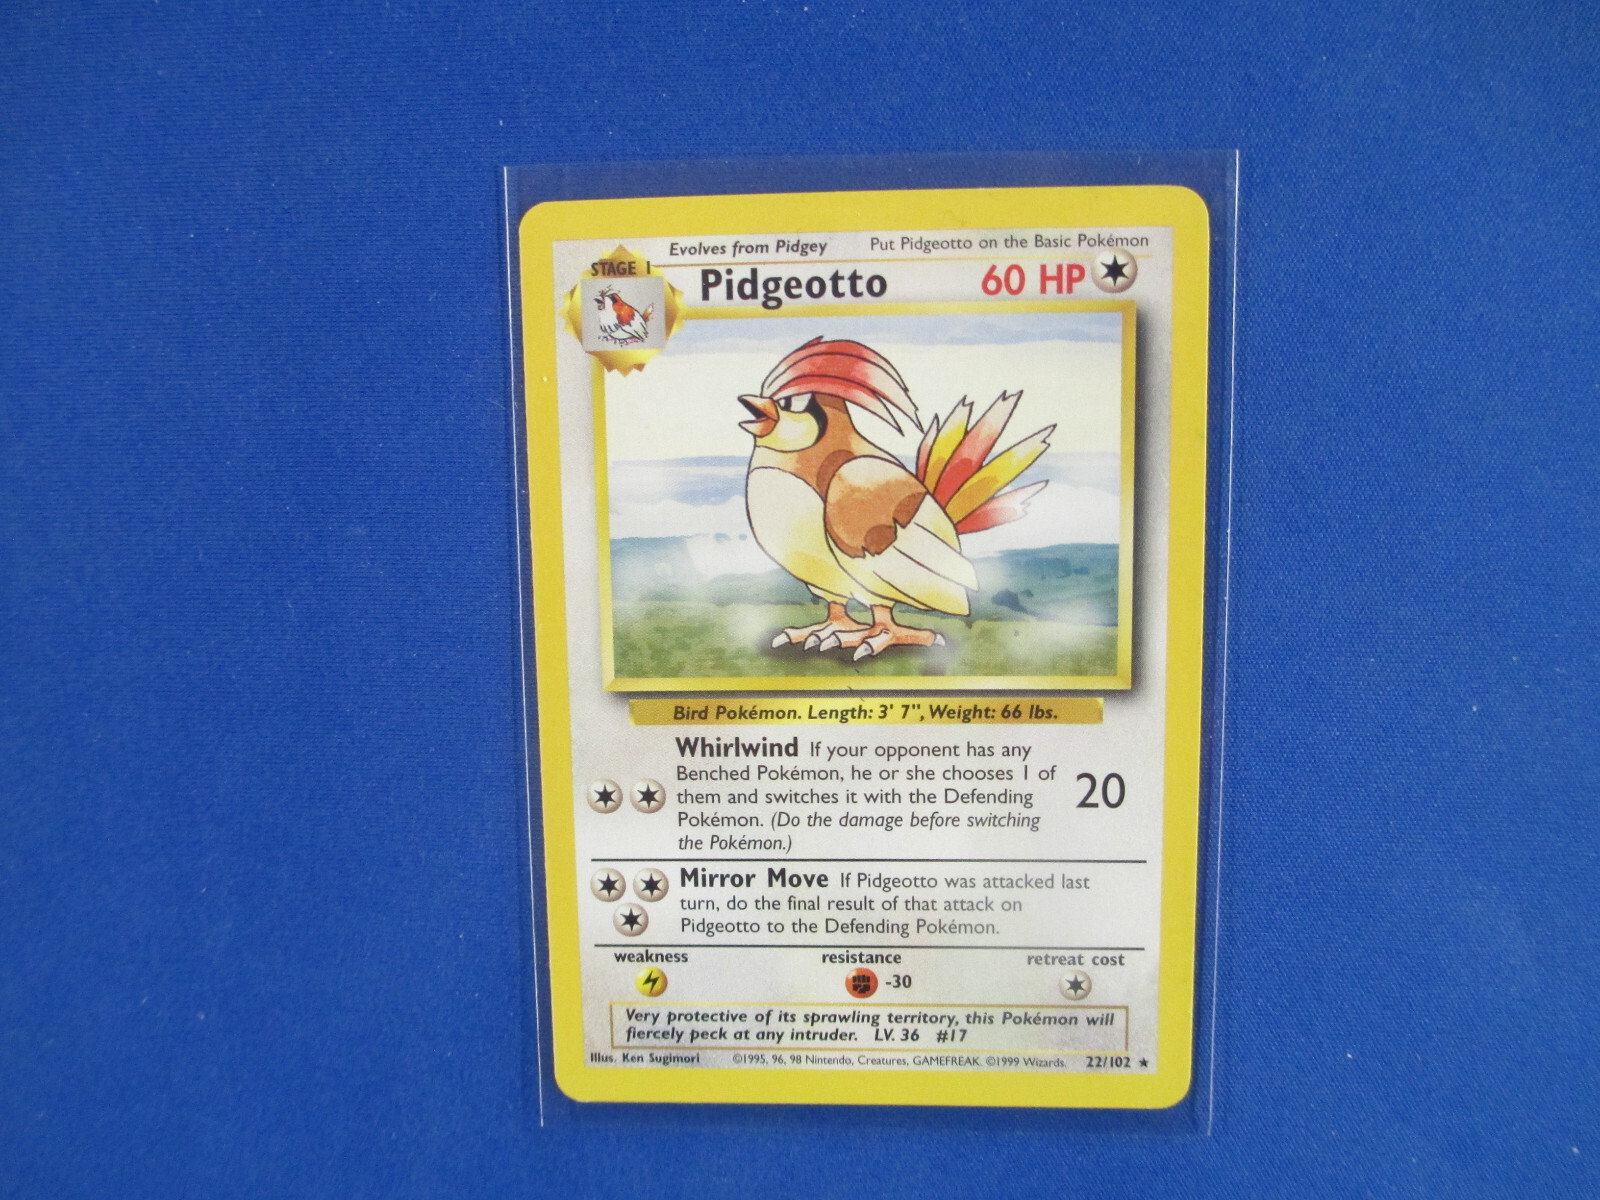 Evolves from Pidgey Put Pidgeotto on the Basic Pokémon
STAGE 1
Pidgeotto 60 HP
Bird Pokémon. Length: 3' 7", Weight: 66 lbs.
Whirlwind If your opponent has any
Benched Pokémon, he or she chooses 1 of
them and switches it with the Defending
Pokémon. (Do the damage before switching
the Pokémon.)
20
Mirror Move If Pidgeotto was attacked last
turn, do the final result of that attack on
Pidgeotto to the Defending Pokémon.
weakness resistance retreat cost
-30
Very protective of its sprawling territory, this Pokémon will
fiercely peck at any intruder. LV. 36 #17
Illus. Ken Sugimori ©1995, 96, 98 Nintendo, Creatures, GAMEFREAK. ©1999 Wizards. 22/102 ★